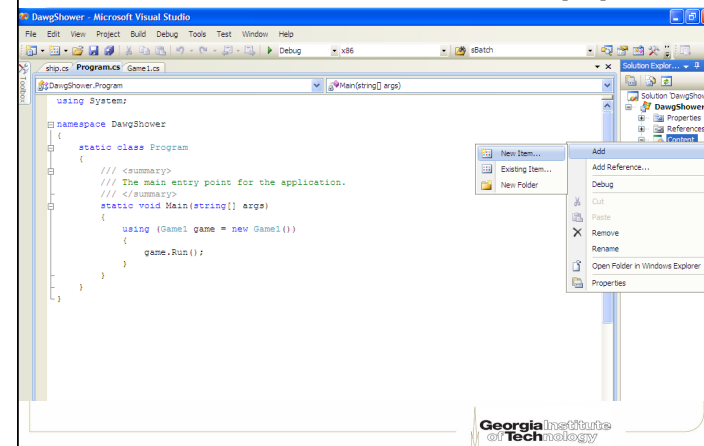 DawgShower - Microsoft Visual Studio
File Edit View Project Build Debug Tools Test Window Help
Debug x86 sBatch
ship.cs Program.cs Game1.cs
Solution Explor...
Toolbox
DawgShower.Program Main(string[] args)
Solution 'DawgShow
DawgShower
Properties
References
Content
using System;
namespace DawgShower
{
static class Program
{
/// <summary>
/// The main entry point for the application.
/// </summary>
static void Main(string[] args)
{
using (Game1 game = new Game1())
{
game.Run();
}
}
}
}
New Item...
Existing Item...
New Folder
Add
Add Reference...
Debug
Cut
Paste
Remove
Rename
Open Folder in Windows Explorer
Properties
Georgia Institute
of Technology